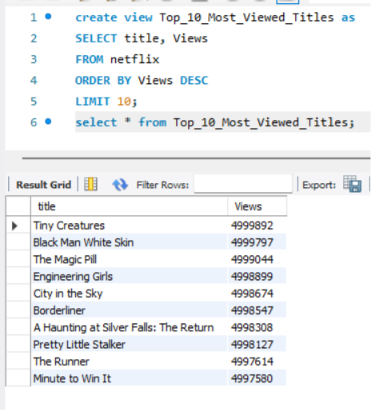 1 create view Top_10_Most_Viewed_Titles as
2 SELECT title, Views
3 FROM netflix
4 ORDER BY Views DESC
5 LIMIT 10;
6 select * from Top_10_Most_Viewed_Titles;
Result Grid Filter Rows: Export:
title Views
Tiny Creatures 4999892
Black Man White Skin 4999797
The Magic Pill 4999044
Engineering Girls 4998899
City in the Sky 4998674
Borderliner 4998547
A Haunting at Silver Falls: The Return 4998308
Pretty Little Stalker 4998127
The Runner 4997614
Minute to Win It 4997580